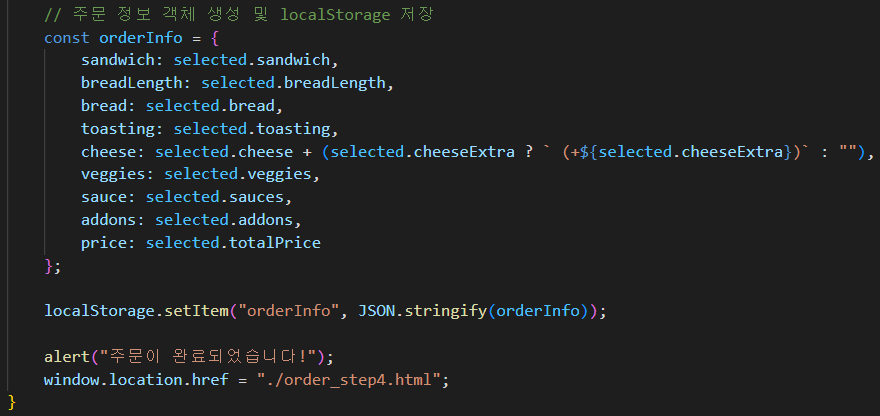 // 주문 정보 객체 생성 및 localStorage 저장
const orderInfo = {
sandwich: selected.sandwich,
breadLength: selected.breadLength,
bread: selected.bread,
toasting: selected.toasting,
cheese: selected.cheese + (selected.cheeseExtra ? ` (+${selected.cheeseExtra})` : ""),
veggies: selected.veggies,
sauce: selected.sauces,
addons: selected.addons,
price: selected.totalPrice
};
localStorage.setItem("orderInfo", JSON.stringify(orderInfo));
alert("주문이 완료되었습니다!");
window.location.href = "./order_step4.html";
}